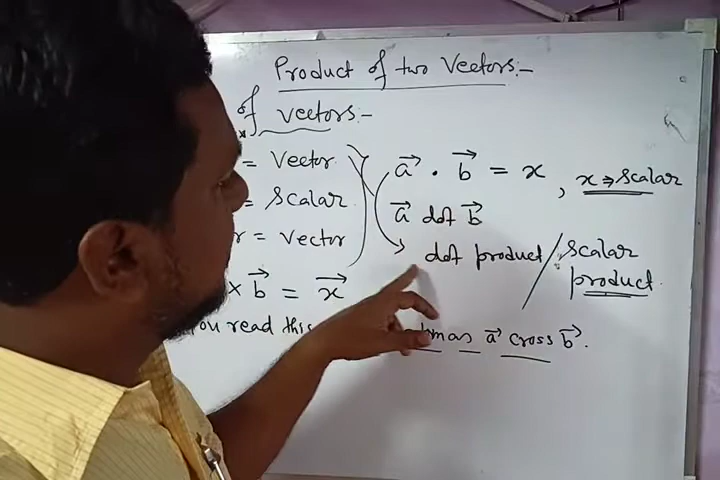 Product of two Vectors:-
of vectors:-
= Vector
= Scalar
r = vector
× b⃗ = x⃗
a⃗ . b⃗ = x , x ⇒ Scalar
a⃗ dot b⃗
dot product / Scalar product.
you read this a⃗ cross b⃗.